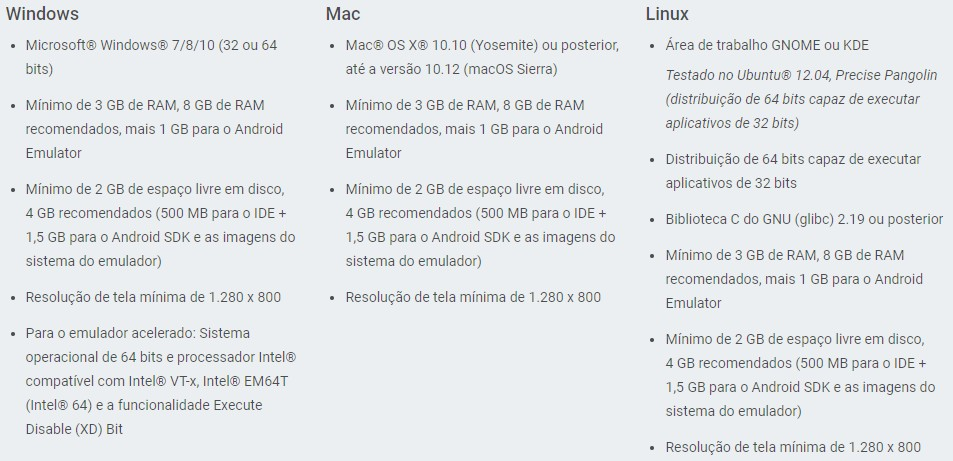 Windows
Microsoft® Windows® 7/8/10 (32 ou 64
bits)
Mínimo de 3 GB de RAM, 8 GB de RAM
recomendados, mais 1 GB para o Android
Emulator
Mínimo de 2 GB de espaço livre em disco,
4 GB recomendados (500 MB para o IDE +
1,5 GB para o Android SDK e as imagens do
sistema do emulador)
Resolução de tela mínima de 1.280 x 800
Para o emulador acelerado: Sistema
operacional de 64 bits e processador Intel®
compatível com Intel® VT-x, Intel® EM64T
(Intel® 64) e a funcionalidade Execute
Disable (XD) Bit
Mac
Mac® OS X® 10.10 (Yosemite) ou posterior,
até a versão 10.12 (macOS Sierra)
Mínimo de 3 GB de RAM, 8 GB de RAM
recomendados, mais 1 GB para o Android
Emulator
Mínimo de 2 GB de espaço livre em disco,
4 GB recomendados (500 MB para o IDE +
1,5 GB para o Android SDK e as imagens do
sistema do emulador)
Resolução de tela mínima de 1.280 x 800
Linux
Área de trabalho GNOME ou KDE
Testado no Ubuntu® 12.04, Precise Pangolin
(distribuição de 64 bits capaz de executar
aplicativos de 32 bits)
Distribuição de 64 bits capaz de executar
aplicativos de 32 bits
Biblioteca C do GNU (glibc) 2.19 ou posterior
Mínimo de 3 GB de RAM, 8 GB de RAM
recomendados, mais 1 GB para o Android
Emulator
Mínimo de 2 GB de espaço livre em disco,
4 GB recomendados (500 MB para o IDE +
1,5 GB para o Android SDK e as imagens do
sistema do emulador)
Resolução de tela mínima de 1.280 x 800